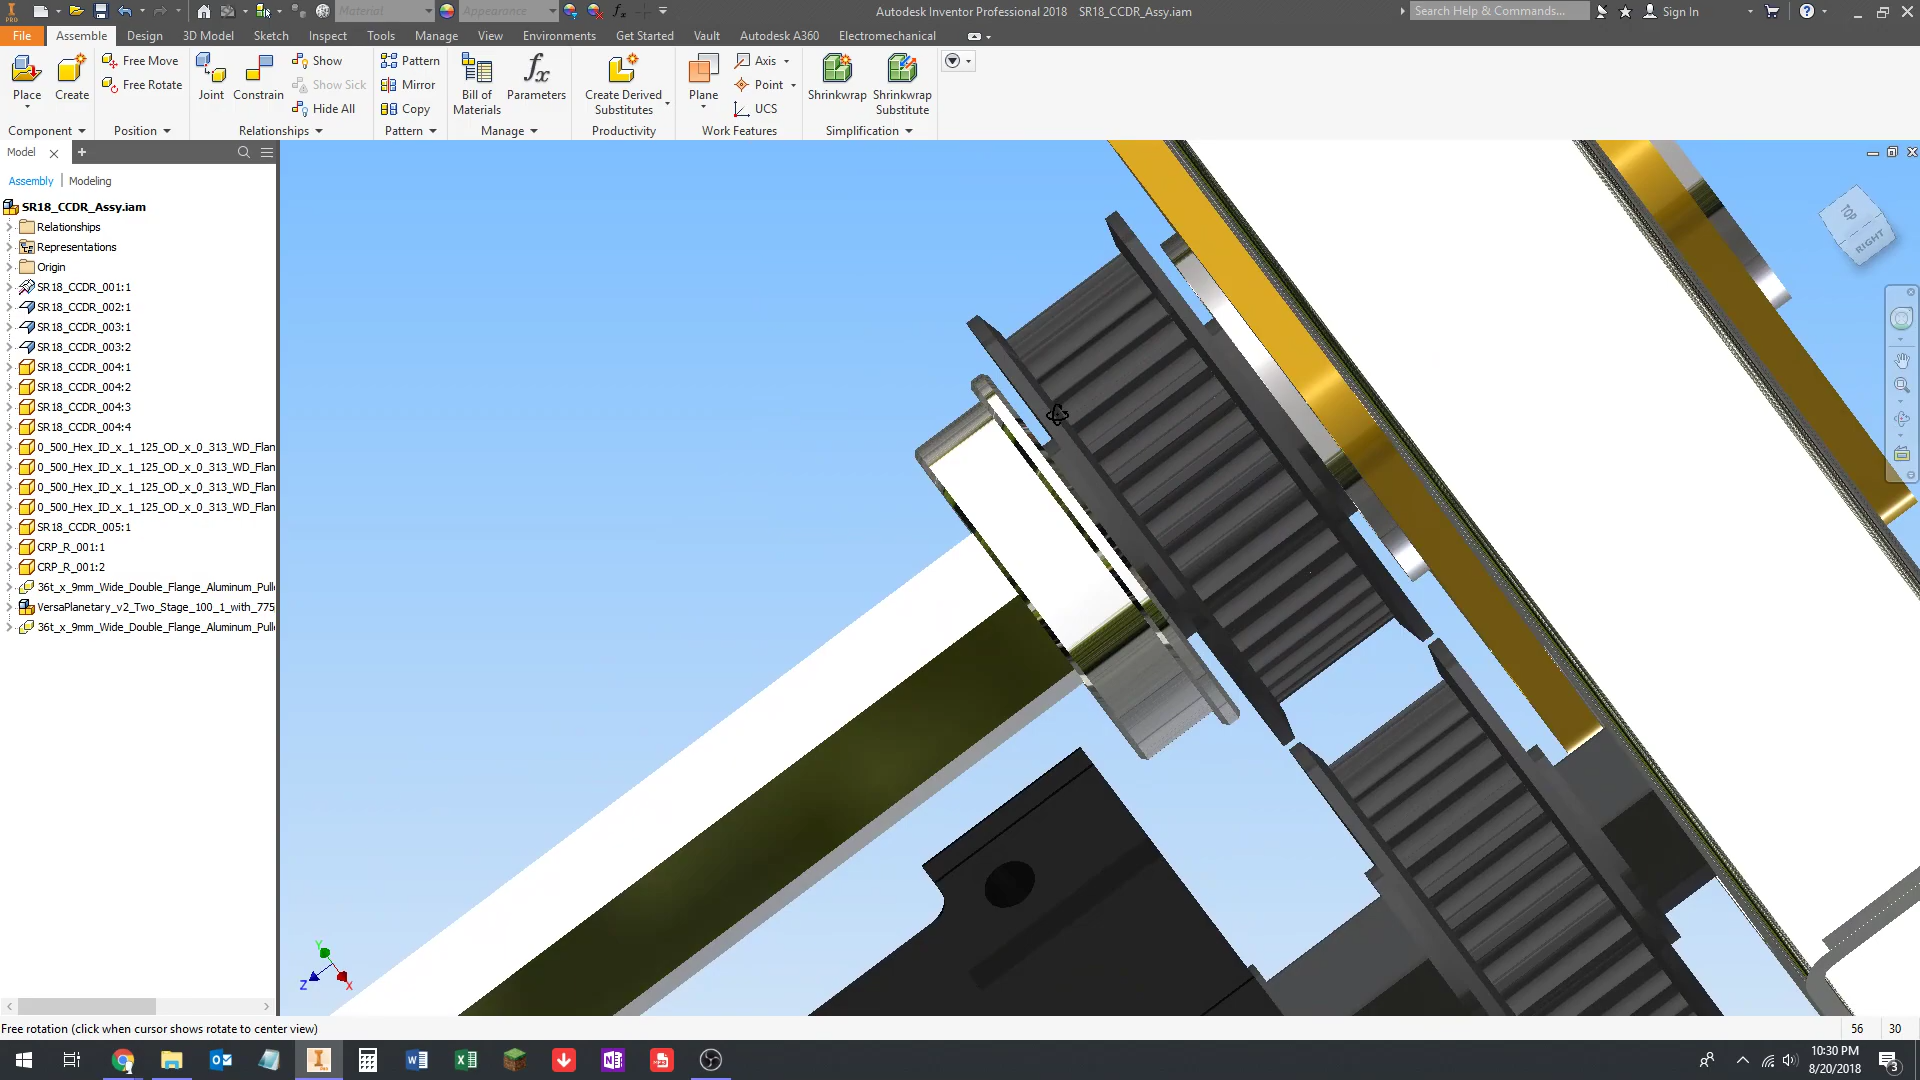 Material
Appearance
Autodesk Inventor Professional 2018 SR18_CCDR_Assy.iam
Search Help & Commands...
Sign In
File Assemble Design 3D Model Sketch Inspect Tools Manage View Environments Get Started Vault Autodesk A360 Electromechanical
Place
Create
Free Move
Free Rotate
Joint
Constrain
Show
Show Sick
Hide All
Pattern
Mirror
Copy
Bill of
Materials
Parameters
Create Derived
Substitutes
Plane
Axis
Point
UCS
Shrinkwrap
Shrinkwrap
Substitute
Component Position Relationships Pattern Manage Productivity Work Features Simplification
Model
Assembly Modeling
SR18_CCDR_Assy.iam
Relationships
Representations
Origin
SR18_CCDR_001:1
SR18_CCDR_002:1
SR18_CCDR_003:1
SR18_CCDR_003:2
SR18_CCDR_004:1
SR18_CCDR_004:2
SR18_CCDR_004:3
SR18_CCDR_004:4
0_500_Hex_ID_x_1_125_OD_x_0_313_WD_Flan
0_500_Hex_ID_x_1_125_OD_x_0_313_WD_Flan
0_500_Hex_ID_x_1_125_OD_x_0_313_WD_Flan
0_500_Hex_ID_x_1_125_OD_x_0_313_WD_Flan
SR18_CCDR_005:1
CRP_R_001:1
CRP_R_001:2
36t_x_9mm_Wide_Double_Flange_Aluminum_Pull
VersaPlanetary_v2_Two_Stage_100_1_with_775
36t_x_9mm_Wide_Double_Flange_Aluminum_Pull
TOP
RIGHT
Y
Z
X
Free rotation (click when cursor shows rotate to center view)
56 30
10:30 PM
8/20/2018
3